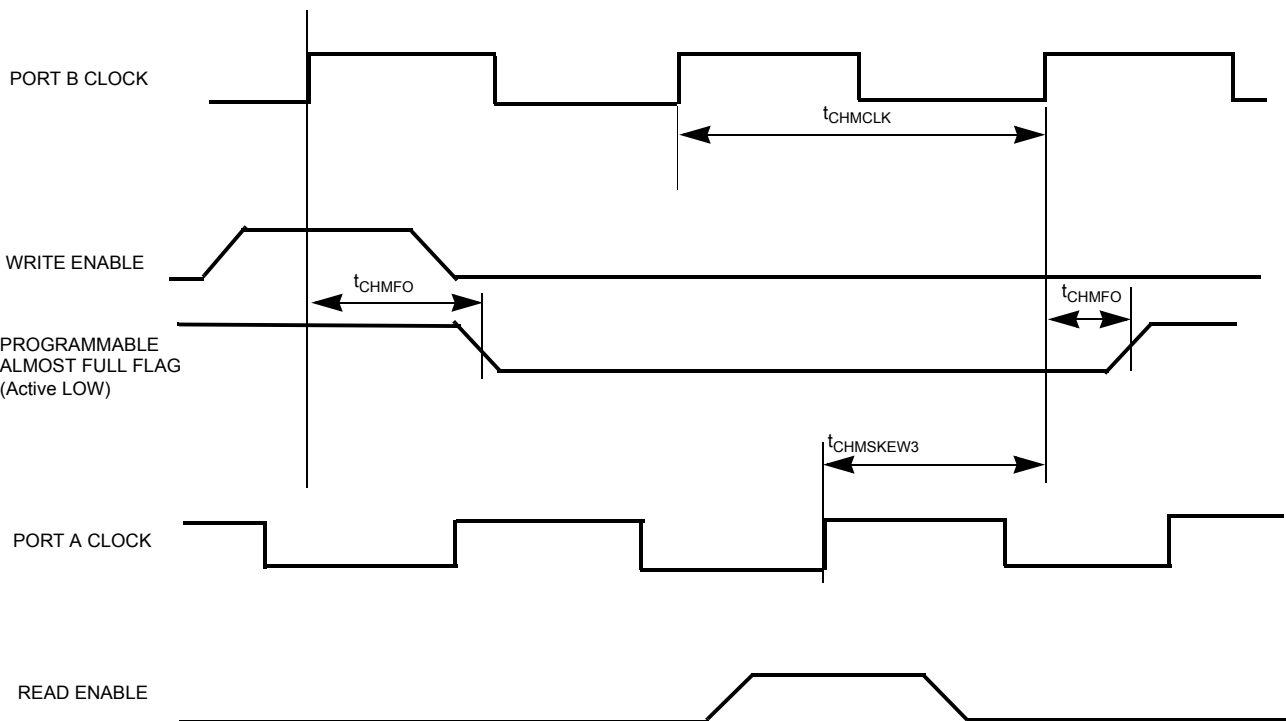 PORT B CLOCK
tCHMCLK
WRITE ENABLE
tCHMFO
tCHMFO
PROGRAMMABLE
ALMOST FULL FLAG
(Active LOW)
tCHMSKEW3
PORT A CLOCK
READ ENABLE